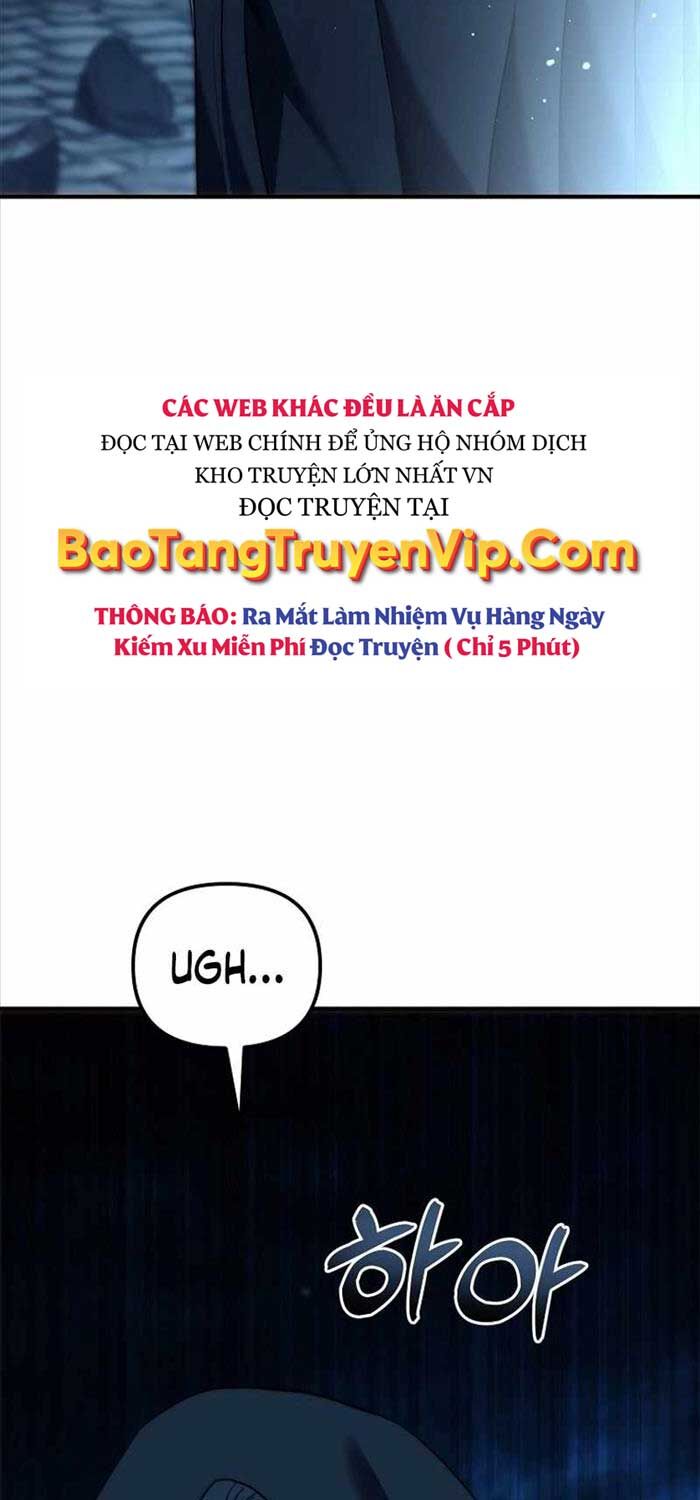 CÁC WEB KHÁC ĐỀU LÀ ĂN CẮP
ĐỌC TẠI WEB CHÍNH ĐỂ ỦNG HỘ NHÓM DỊCH
KHO TRUYỆN LỚN NHẤT VN
ĐỌC TRUYỆN TẠI
BaoTangTruyenVip.Com
THÔNG BÁO: Ra Mắt Làm Nhiệm Vụ Hàng Ngày
Kiếm Xu Miễn Phí Đọc Truyện ( Chỉ 5 Phút)
UGH...
하아